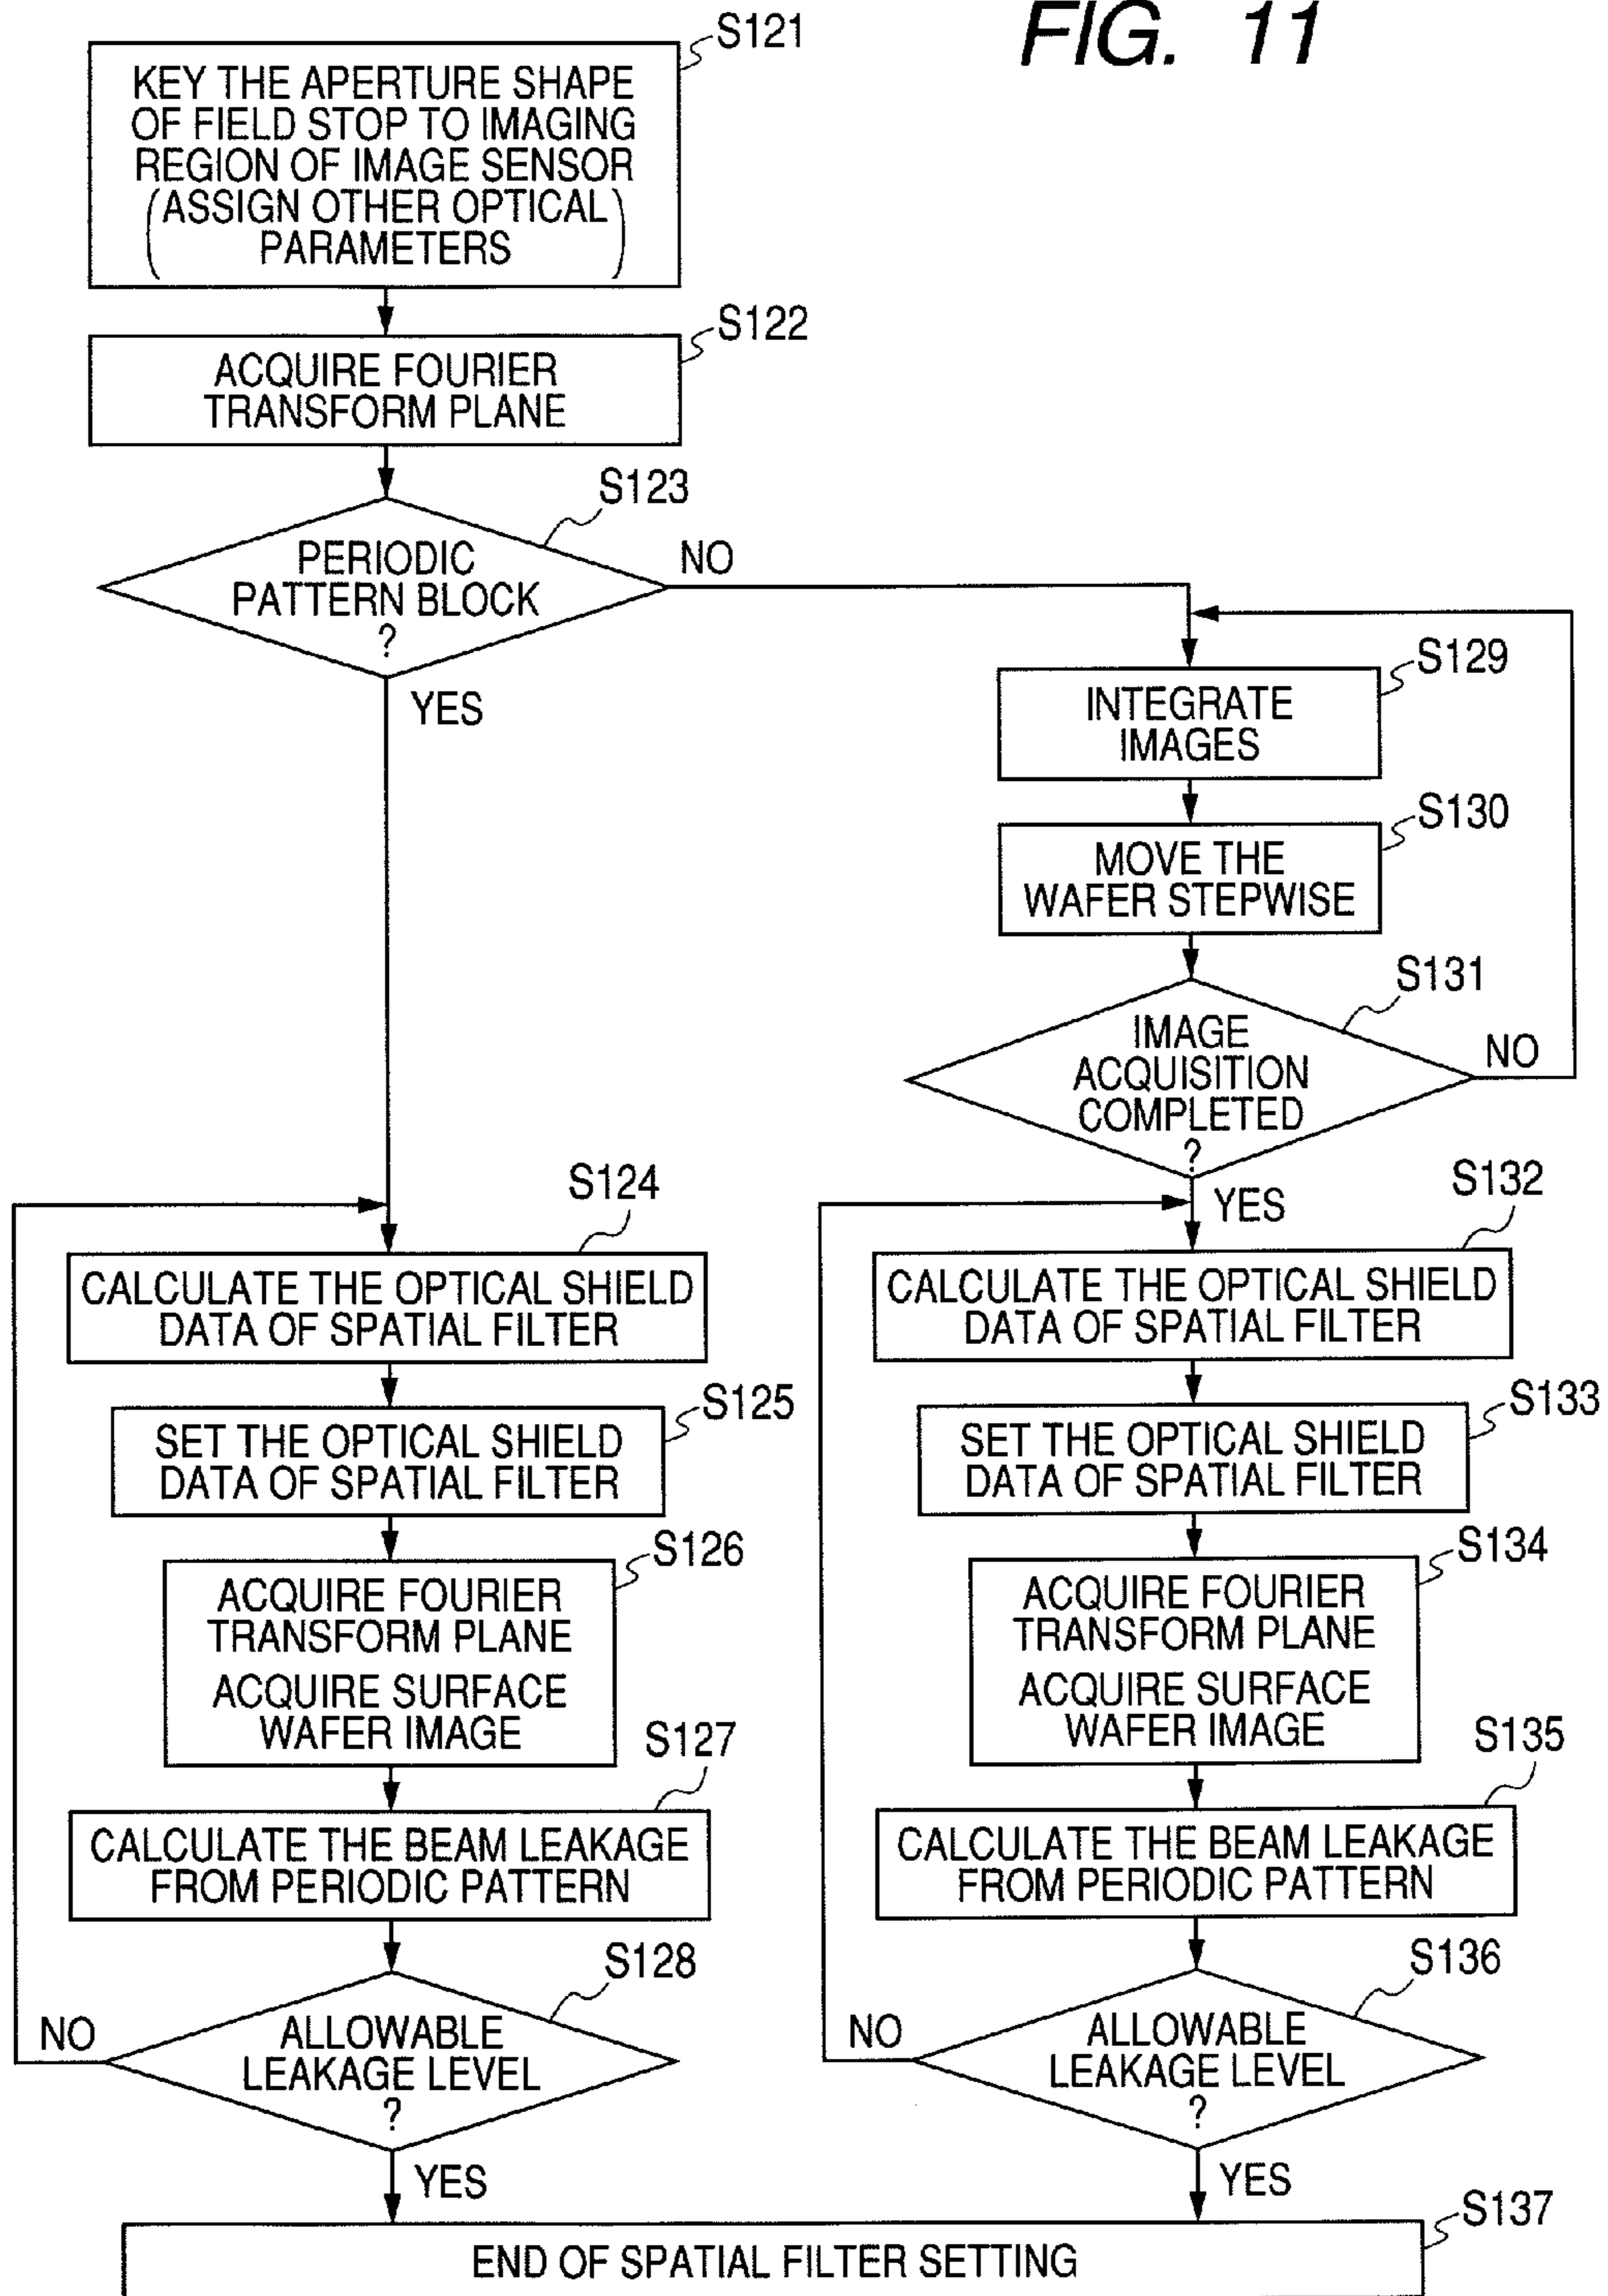 FIG. 11
S121
KEY THE APERTURE SHAPE
OF FIELD STOP TO IMAGING
REGION OF IMAGE SENSOR
(ASSIGN OTHER OPTICAL
PARAMETERS)
S122
ACQUIRE FOURIER
TRANSFORM PLANE
S123
PERIODIC
PATTERN BLOCK
?
NO
YES
S129
INTEGRATE
IMAGES
S130
MOVE THE
WAFER STEPWISE
S131
IMAGE
ACQUISITION
COMPLETED
?
NO
YES
S124
CALCULATE THE OPTICAL SHIELD
DATA OF SPATIAL FILTER
S125
SET THE OPTICAL SHIELD
DATA OF SPATIAL FILTER
S126
ACQUIRE FOURIER
TRANSFORM PLANE
ACQUIRE SURFACE
WAFER IMAGE
S127
CALCULATE THE BEAM LEAKAGE
FROM PERIODIC PATTERN
S128
ALLOWABLE
LEAKAGE LEVEL
?
NO
YES
S132
CALCULATE THE OPTICAL SHIELD
DATA OF SPATIAL FILTER
S133
SET THE OPTICAL SHIELD
DATA OF SPATIAL FILTER
S134
ACQUIRE FOURIER
TRANSFORM PLANE
ACQUIRE SURFACE
WAFER IMAGE
S135
CALCULATE THE BEAM LEAKAGE
FROM PERIODIC PATTERN
S136
ALLOWABLE
LEAKAGE LEVEL
?
NO
YES
S137
END OF SPATIAL FILTER SETTING